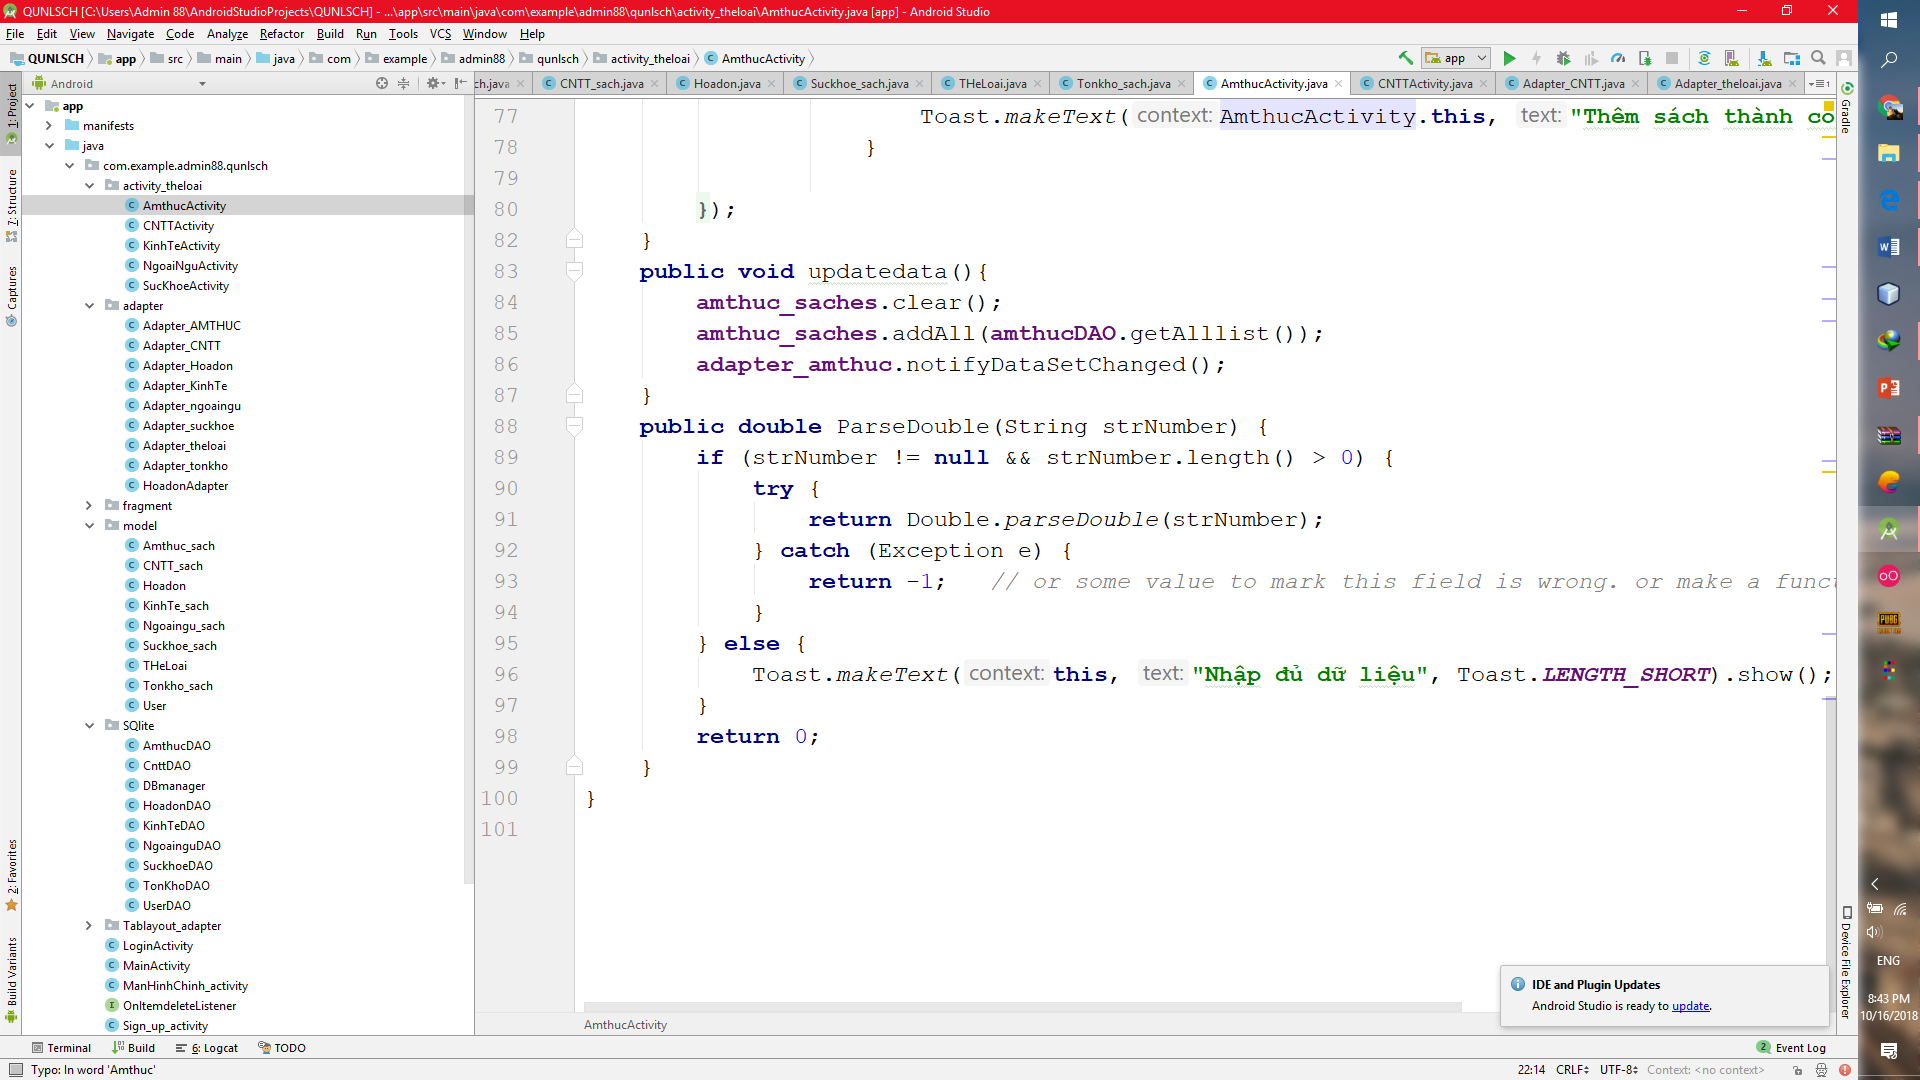 QUNLSCH [C:\Users\Admin 88\AndroidStudioProjects\QUNLSCH] - ...\app\src\main\java\com\example\admin88\qunlsch\activity_theloai\AmthucActivity.java [app] - Android Studio
File Edit View Navigate Code Analyze Refactor Build Run Tools VCS Window Help
QUNLSCH app src main java com example admin88 qunlsch activity_theloai AmthucActivity app
Android
ch.java CNTT_sach.java Hoadon.java Suckhoe_sach.java THeLoai.java Tonkho_sach.java AmthucActivity.java CNTTActivity.java Adapter_CNTT.java Adapter_theloai.java
1: Project
7: Structure
Captures
2: Favorites
Build Variants
app
manifests
java
com.example.admin88.qunlsch
activity_theloai
AmthucActivity
CNTTActivity
KinhTeActivity
NgoaiNguActivity
SucKhoeActivity
adapter
Adapter_AMTHUC
Adapter_CNTT
Adapter_Hoadon
Adapter_KinhTe
Adapter_ngoaingu
Adapter_suckhoe
Adapter_theloai
Adapter_tonkho
HoadonAdapter
fragment
model
Amthuc_sach
CNTT_sach
Hoadon
KinhTe_sach
Ngoaingu_sach
Suckhoe_sach
THeLoai
Tonkho_sach
User
SQlite
AmthucDAO
CnttDAO
DBmanager
HoadonDAO
KinhTeDAO
NgoainguDAO
SuckhoeDAO
TonKhoDAO
UserDAO
Tablayout_adapter
LoginActivity
MainActivity
ManHinhChinh_activity
OnItemdeleteListener
Sign_up_activity
77 Toast.makeText( context: AmthucActivity.this, text: "Thêm sách thành co
78 }
79
80 });
82 }
83 public void updatedata(){
84 amthuc_saches.clear();
85 amthuc_saches.addAll(amthucDAO.getAlllist());
86 adapter_amthuc.notifyDataSetChanged();
87 }
88 public double ParseDouble(String strNumber) {
89 if (strNumber != null && strNumber.length() > 0) {
90 try {
91 return Double.parseDouble(strNumber);
92 } catch (Exception e) {
93 return -1; // or some value to mark this field is wrong. or make a func
94 }
95 } else {
96 Toast.makeText( context: this, text: "Nhập đủ dữ liệu", Toast.LENGTH_SHORT).show();
97 }
98 return 0;
99 }
100 }
101
AmthucActivity
Gradle
Device File Explorer
IDE and Plugin Updates
Android Studio is ready to update.
ENG
8:43 PM
10/16/2018
Terminal Build 6: Logcat TODO
2 Event Log
Typo: In word 'Amthuc'
22:14 CRLF UTF-8 Context: <no context>